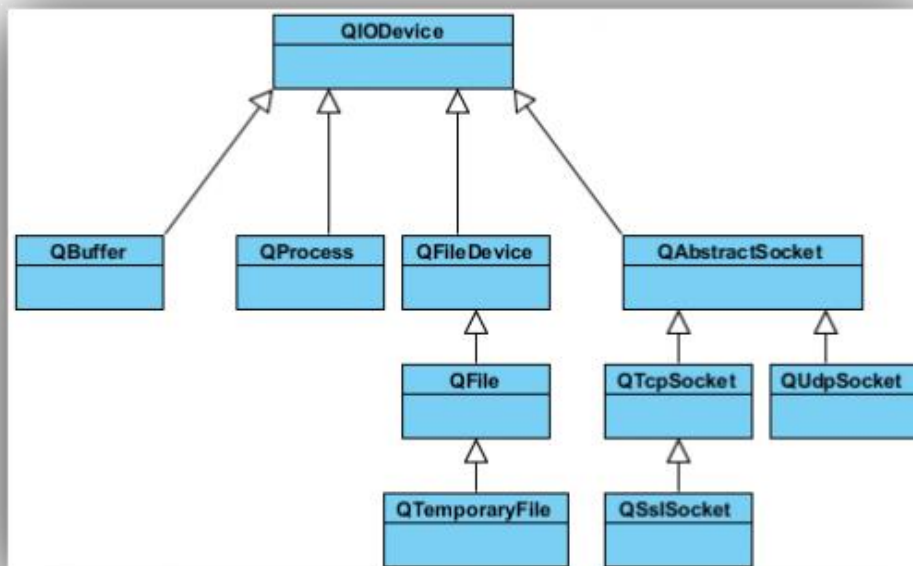 QIODevice
QBuffer
QProcess
QFileDevice
QAbstractSocket
QFile
QTcpSocket
QUdpSocket
QTemporaryFile
QSslSocket